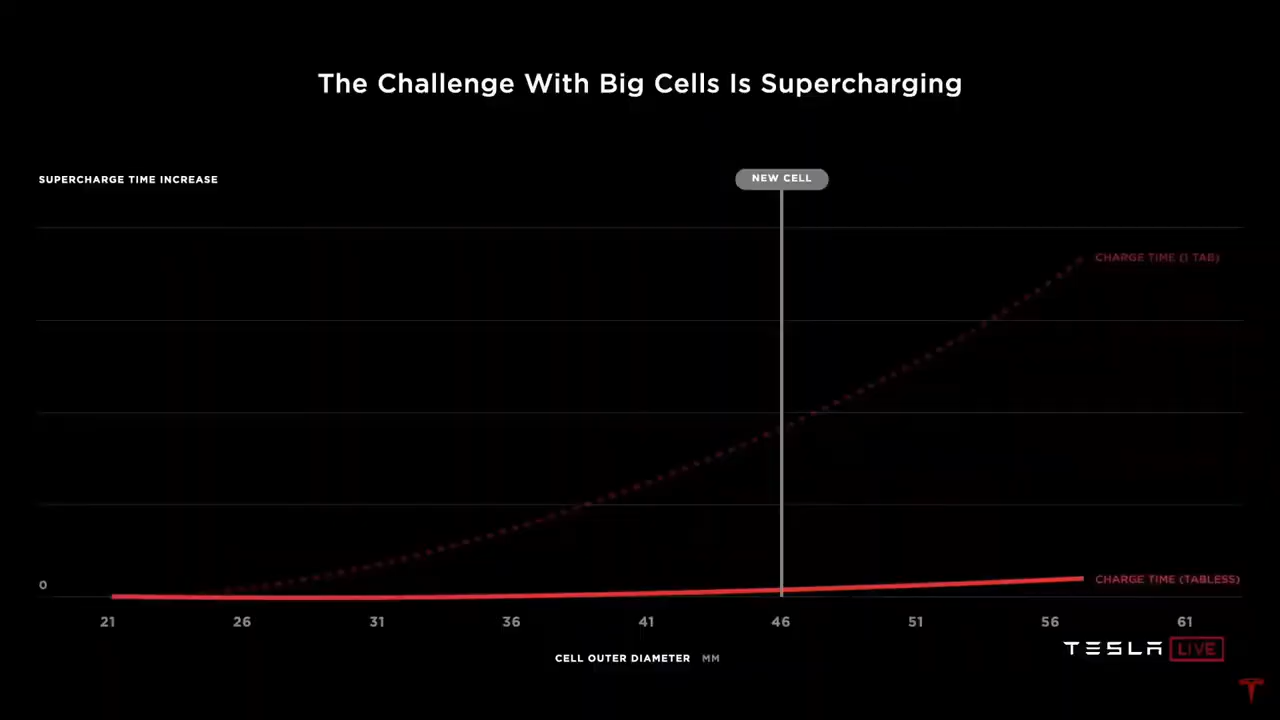 The Challenge With Big Cells Is Supercharging
SUPERCHARGE TIME INCREASE
NEW CELL
CHARGE TIME (1 TAB)
0
CHARGE TIME (TABLESS)
21 26 31 36 41 46 51 56 61
CELL OUTER DIAMETER MM
TESLA LIVE